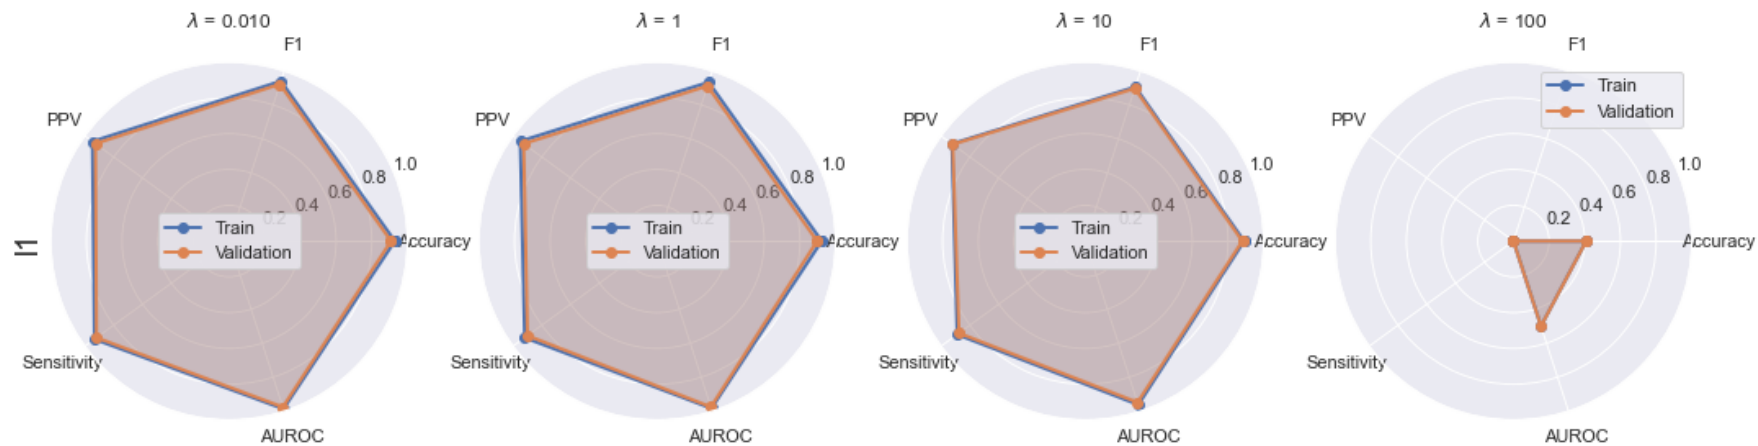 λ = 0.010
F1
PPV
1.0
0.8
0.6
0.4
0.2
Train
Validation
Accuracy
Sensitivity
AUROC
l1
λ = 1
F1
PPV
1.0
0.8
0.6
0.4
0.2
Train
Validation
Accuracy
Sensitivity
AUROC
λ = 10
F1
PPV
1.0
0.8
0.6
0.4
0.2
Train
Validation
Accuracy
Sensitivity
AUROC
λ = 100
F1
Train
Validation
PPV
1.0
0.8
0.6
0.4
0.2
Accuracy
Sensitivity
AUROC